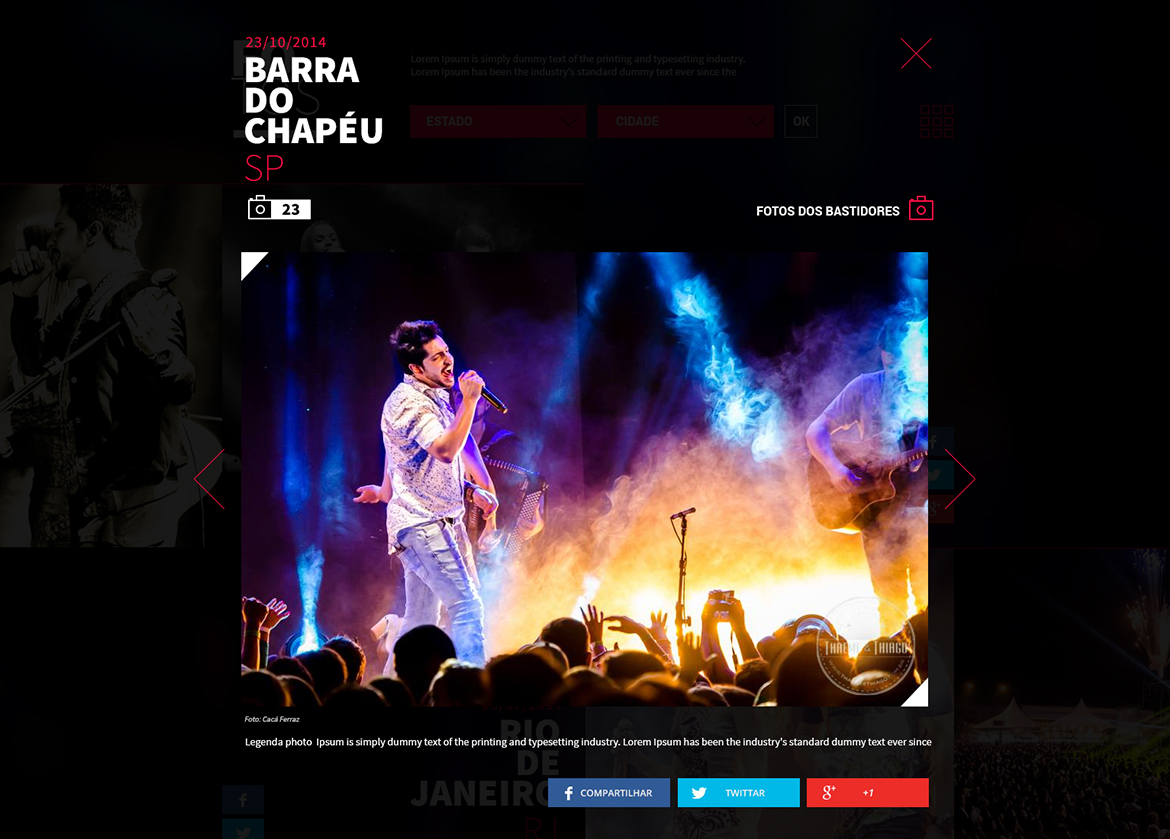 23/10/2014
BARRA
DO
CHAPÉU
SP
Lorem Ipsum is simply dummy text of the printing and typesetting industry.
Lorem Ipsum has been the industry's standard dummy text ever since the
ESTADO
CIDADE
OK
23
FOTOS DOS BASTIDORES
THAEME & THIAGO
Foto: Cacá Ferraz
Legenda photo Ipsum is simply dummy text of the printing and typesetting industry. Lorem Ipsum has been the industry's standard dummy text ever since
RIO
DE
JANEIRO
RJ
COMPARTILHAR
TWITTAR
g+
+1